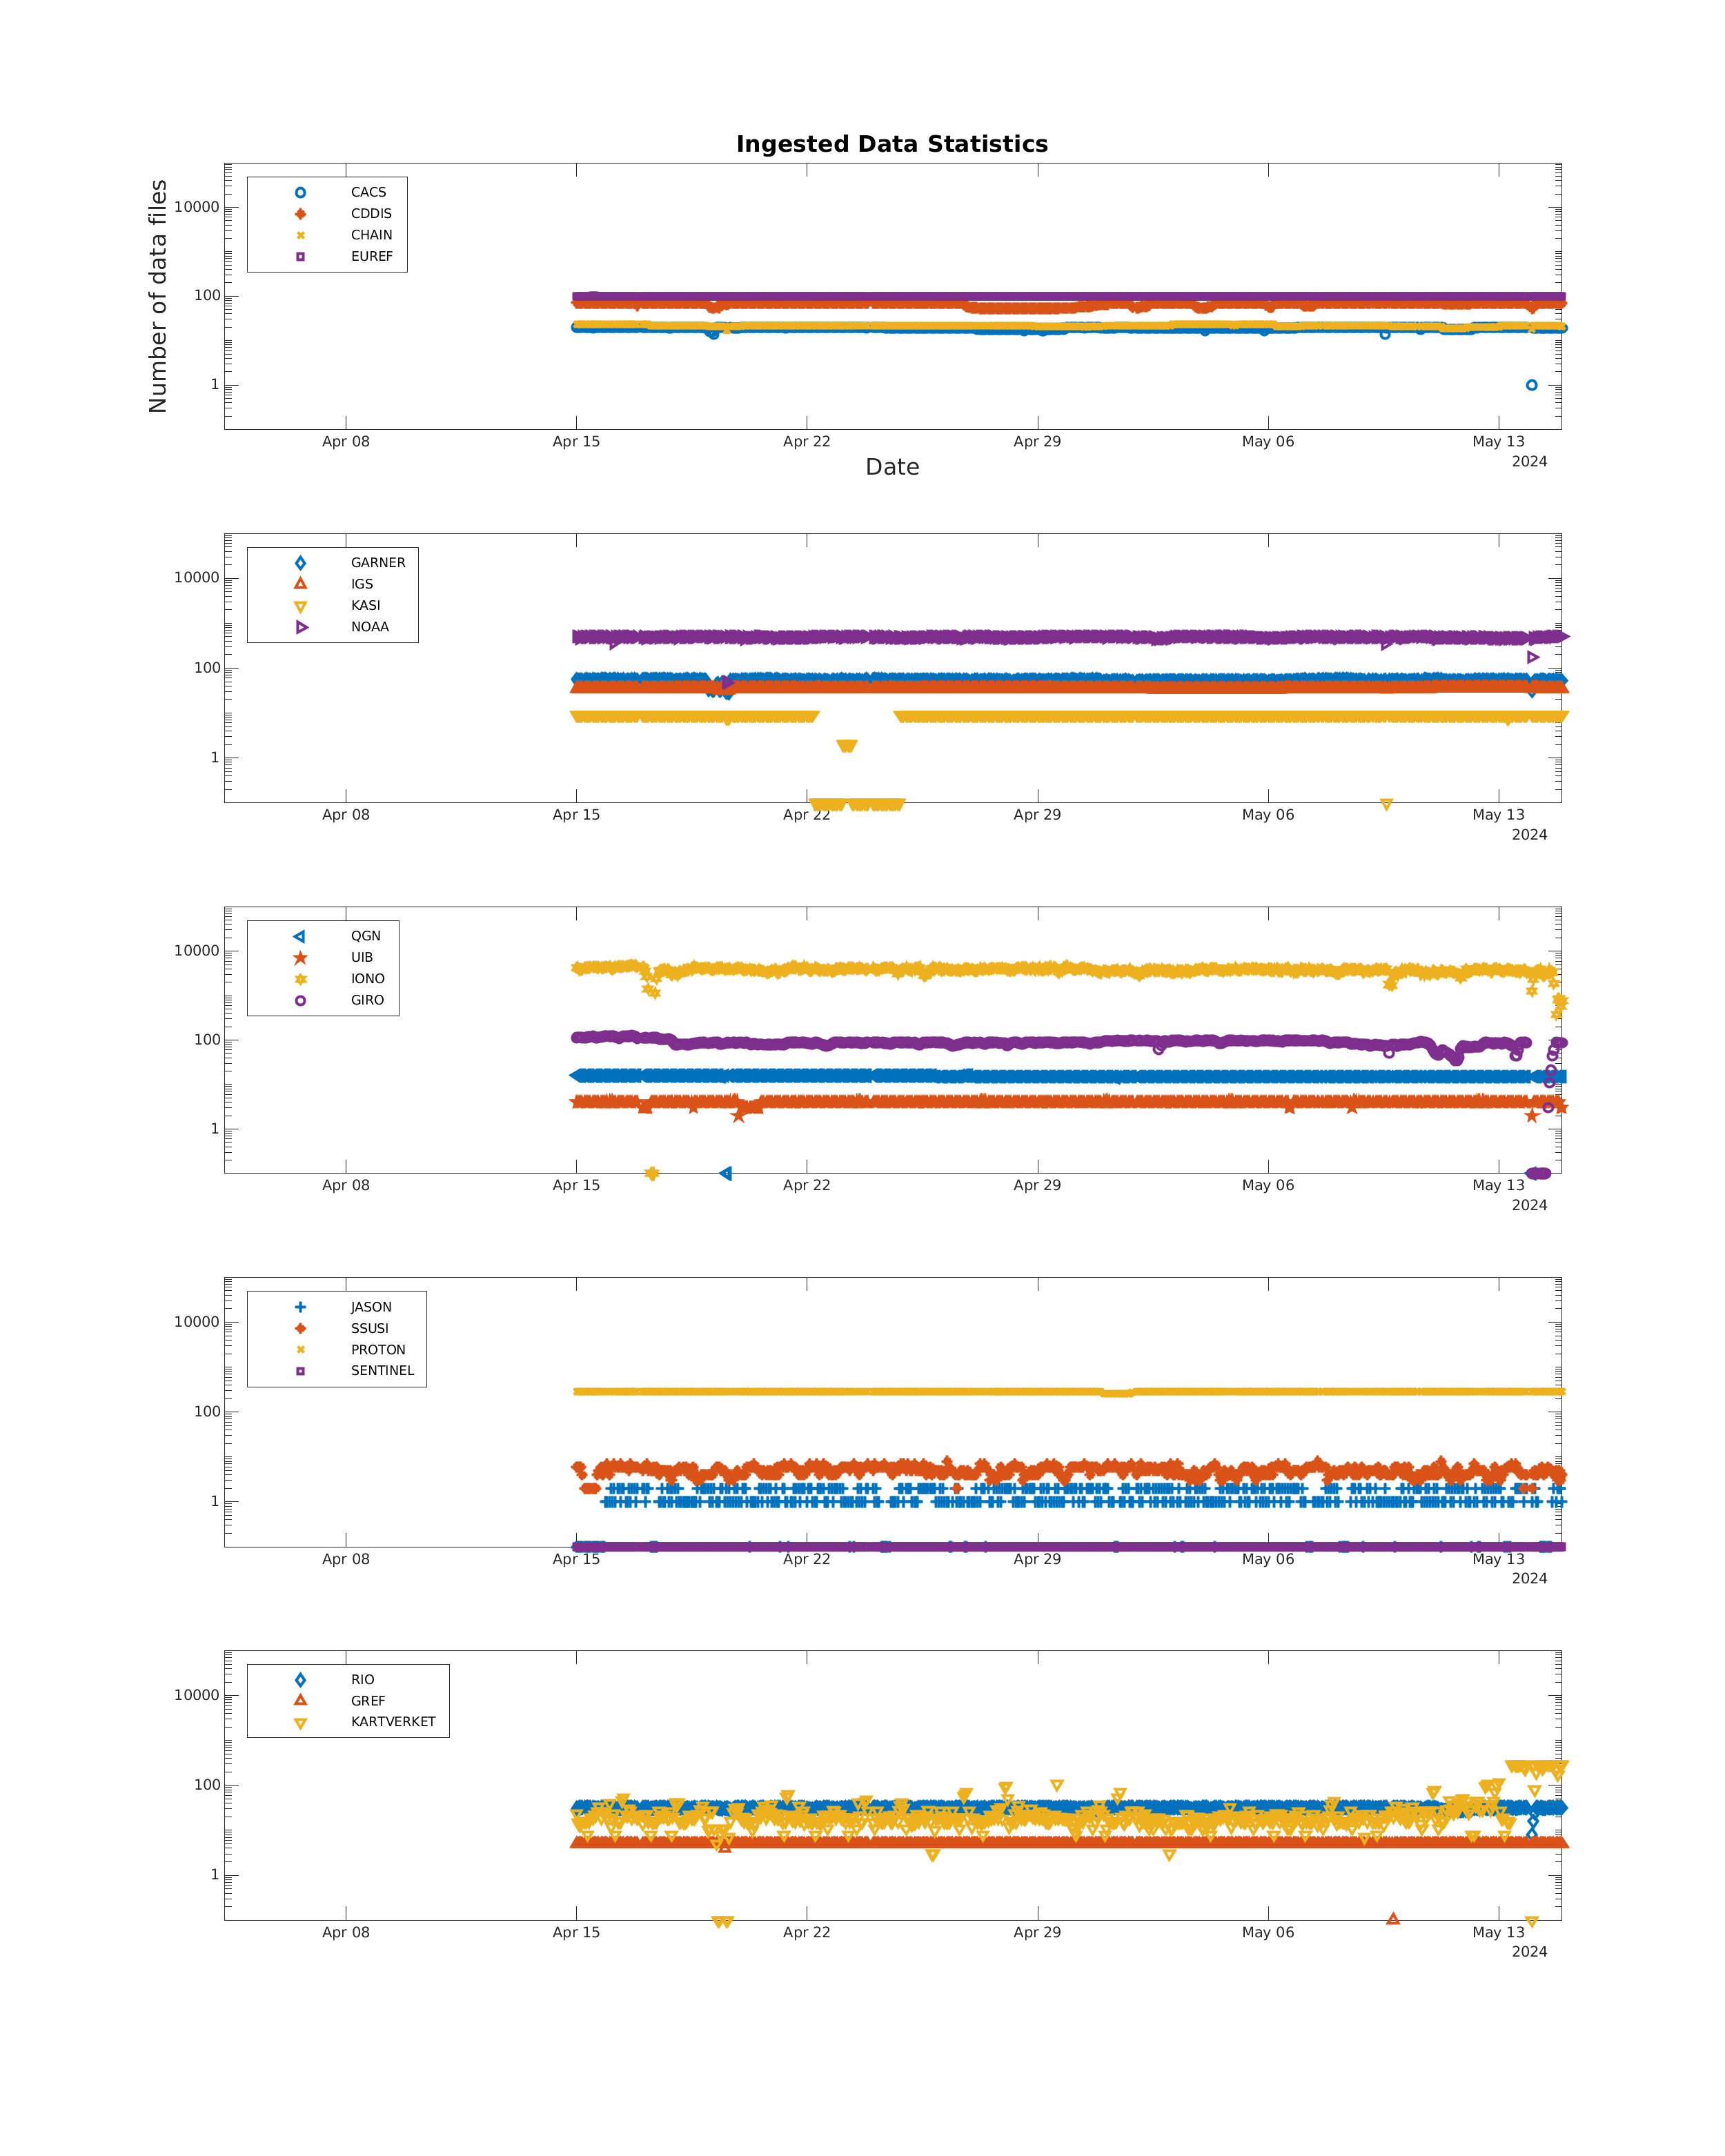 Ingested Data Statistics
Number of data files
CACS
CDDIS
CHAIN
EUREF
10000
100
1
Apr 08 Apr 15 Apr 22 Apr 29 May 06 May 13
2024
Date
GARNER
IGS
KASI
NOAA
10000
100
1
Apr 08 Apr 15 Apr 22 Apr 29 May 06 May 13
2024
QGN
UIB
IONO
GIRO
10000
100
1
Apr 08 Apr 15 Apr 22 Apr 29 May 06 May 13
2024
JASON
SSUSI
PROTON
SENTINEL
10000
100
1
Apr 08 Apr 15 Apr 22 Apr 29 May 06 May 13
2024
RIO
GREF
KARTVERKET
10000
100
1
Apr 08 Apr 15 Apr 22 Apr 29 May 06 May 13
2024